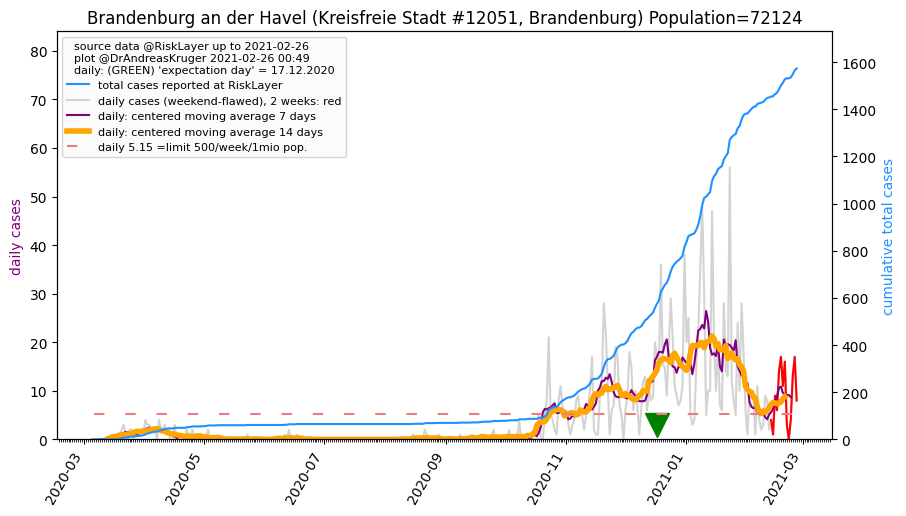 Brandenburg an der Havel (Kreisfreie Stadt #12051, Brandenburg) Population=72124
source data @RiskLayer up to 2021-02-26
plot @DrAndreasKruger 2021-02-26 00:49
daily: (GREEN) 'expectation day' = 17.12.2020
total cases reported at RiskLayer
daily cases (weekend-flawed), 2 weeks: red
daily: centered moving average 7 days
daily: centered moving average 14 days
daily 5.15 =limit 500/week/1mio pop.
daily cases
80
70
60
50
40
30
20
10
0
cumulative total cases
1600
1400
1200
1000
800
600
400
200
0
2020-03
2020-05
2020-07
2020-09
2020-11
2021-01
2021-03